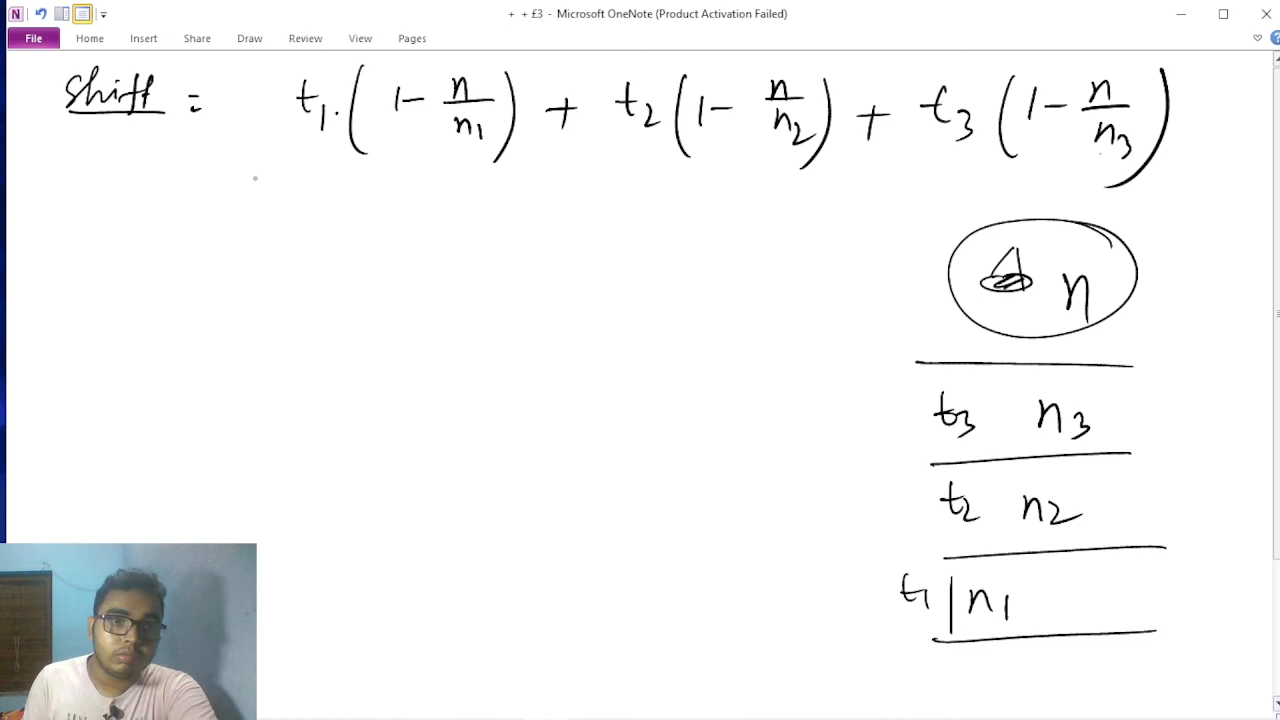 + + £3 - Microsoft OneNote (Product Activation Failed)
File Home Insert Share Draw Review View Pages
Shift = t₁.(1 - n/n₁) + t₂(1 - n/n₂) + t₃(1 - n/n₃)
n
t₃ n₃
t₂ n₂
t₁ n₁